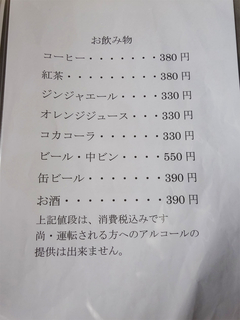 お飲み物
コーヒー・・・・・・・380円
紅茶・・・・・・・・・380円
ジンジャエール・・・・330円
オレンジジュース・・・330円
コカコーラ・・・・・・330円
ビール・中ビン・・・・550円
缶ビール・・・・・・・390円
お酒・・・・・・・・・390円
上記値段は、消費税込みです
尚・運転される方へのアルコールの
提供は出来ません。